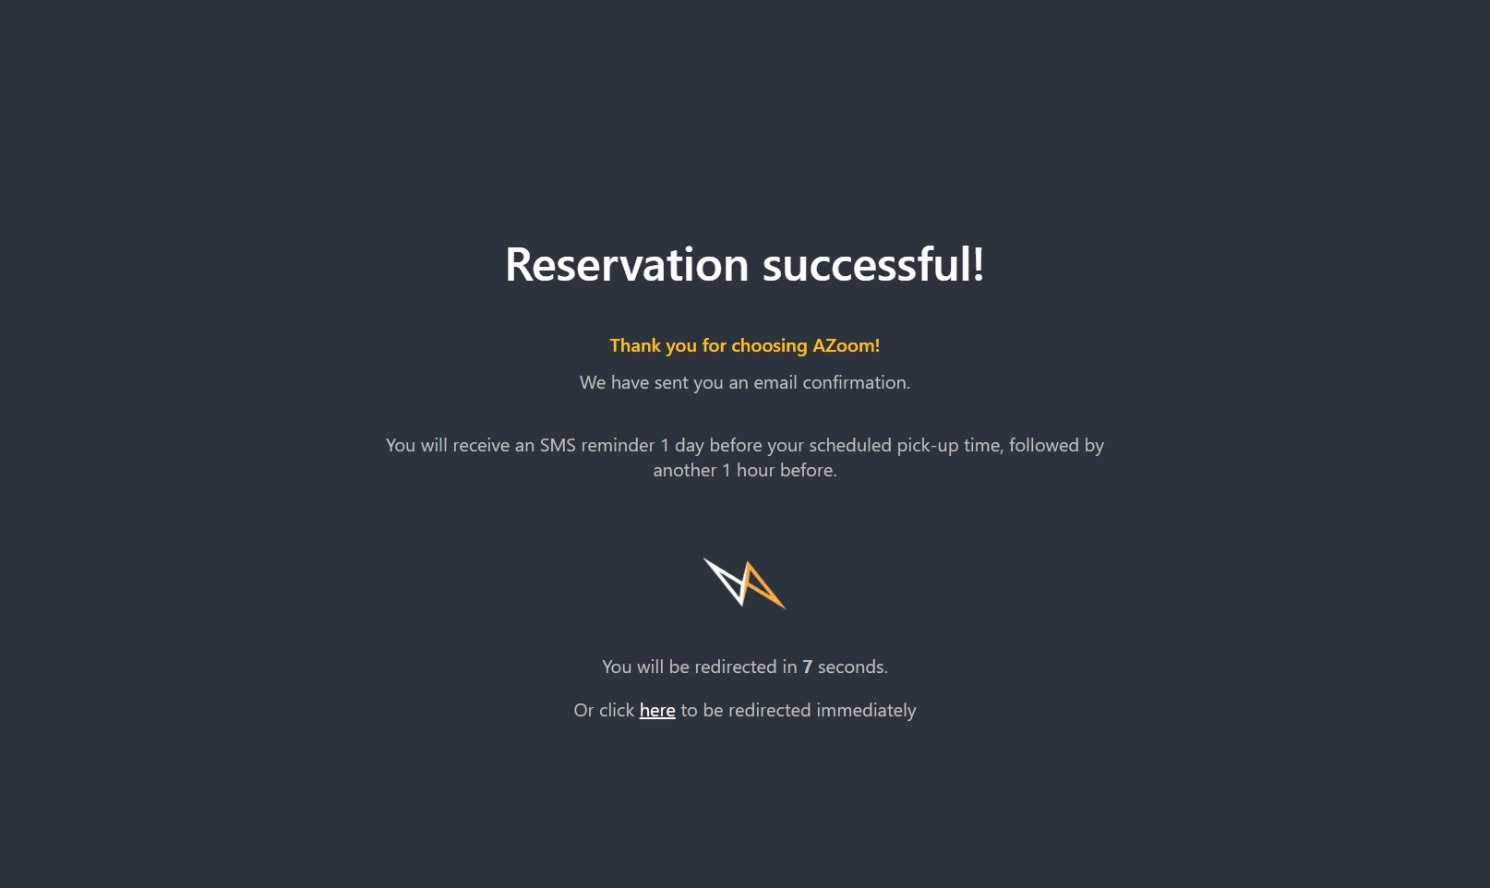 Reservation successful!
Thank you for choosing AZoom!
We have sent you an email confirmation.
You will receive an SMS reminder 1 day before your scheduled pick-up time, followed by
another 1 hour before.
You will be redirected in 7 seconds.
Or click here to be redirected immediately